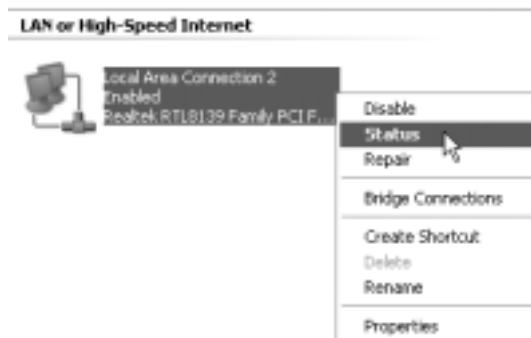 LAN or High-Speed Internet
Local Area Connection 2
Enabled
Realtek RTL8139 Family PCI F...
Disable
Status
Repair
Bridge Connections
Create Shortcut
Delete
Rename
Properties